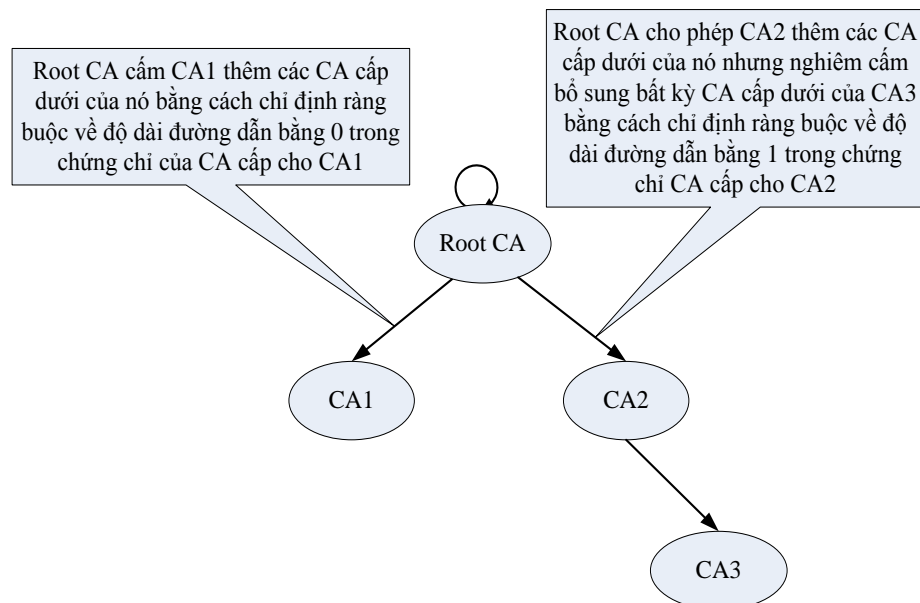 Root CA cấm CA1 thêm các CA cấp
dưới của nó bằng cách chỉ định ràng
buộc về độ dài đường dẫn bằng 0 trong
chứng chỉ của CA cấp cho CA1
Root CA cho phép CA2 thêm các CA
cấp dưới của nó nhưng nghiêm cấm
bổ sung bất kỳ CA cấp dưới của CA3
bằng cách chỉ định ràng buộc về độ
dài đường dẫn bằng 1 trong chứng
chỉ CA cấp cho CA2
Root CA
CA1
CA2
CA3